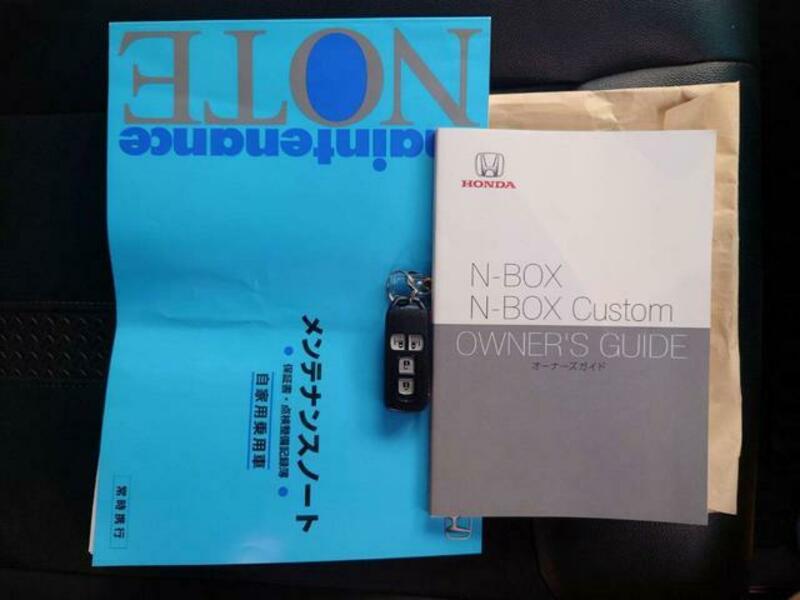 NOTE
maintenance
メンテナンスノート
● 保証書・点検整備記録簿 ●
自家用乗用車
常時携行
HONDA
N-BOX
N-BOX Custom
OWNER'S GUIDE
オーナーズガイド